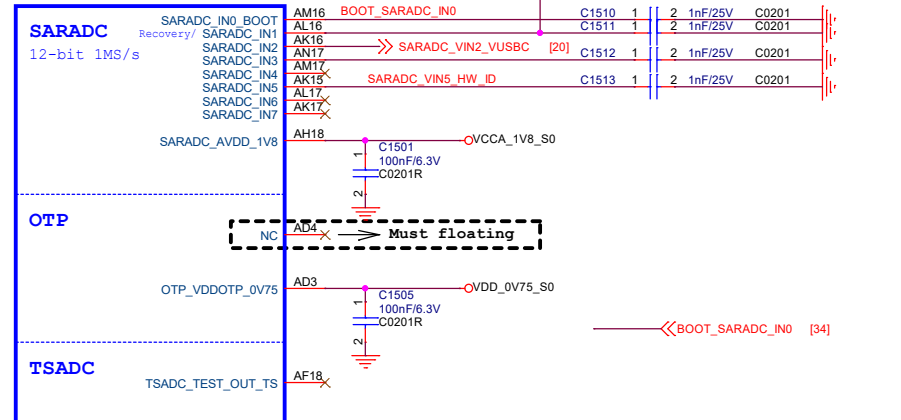 SARADC
12-bit 1MS/s
SARADC_IN0_BOOT AM16 BOOT_SARADC_IN0 C1510 1 2 1nF/25V C0201
Recovery/ SARADC_IN1 AL16 C1511 1 2 1nF/25V C0201
SARADC_IN2 AK16 SARADC_VIN2_VUSBC [20]
SARADC_IN3 AN17 C1512 1 2 1nF/25V C0201
SARADC_IN4 AM17
SARADC_IN5 AK15 SARADC_VIN5_HW_ID C1513 1 2 1nF/25V C0201
SARADC_IN6 AL17
SARADC_IN7 AK17
SARADC_AVDD_1V8 AH18 VCCA_1V8_S0
1 C1501
100nF/6.3V
C0201R
2
OTP
NC AD4 Must floating
OTP_VDDOTP_0V75 AD3 VDD_0V75_S0
1 C1505
100nF/6.3V
C0201R
2
BOOT_SARADC_IN0 [34]
TSADC
TSADC_TEST_OUT_TS AF18